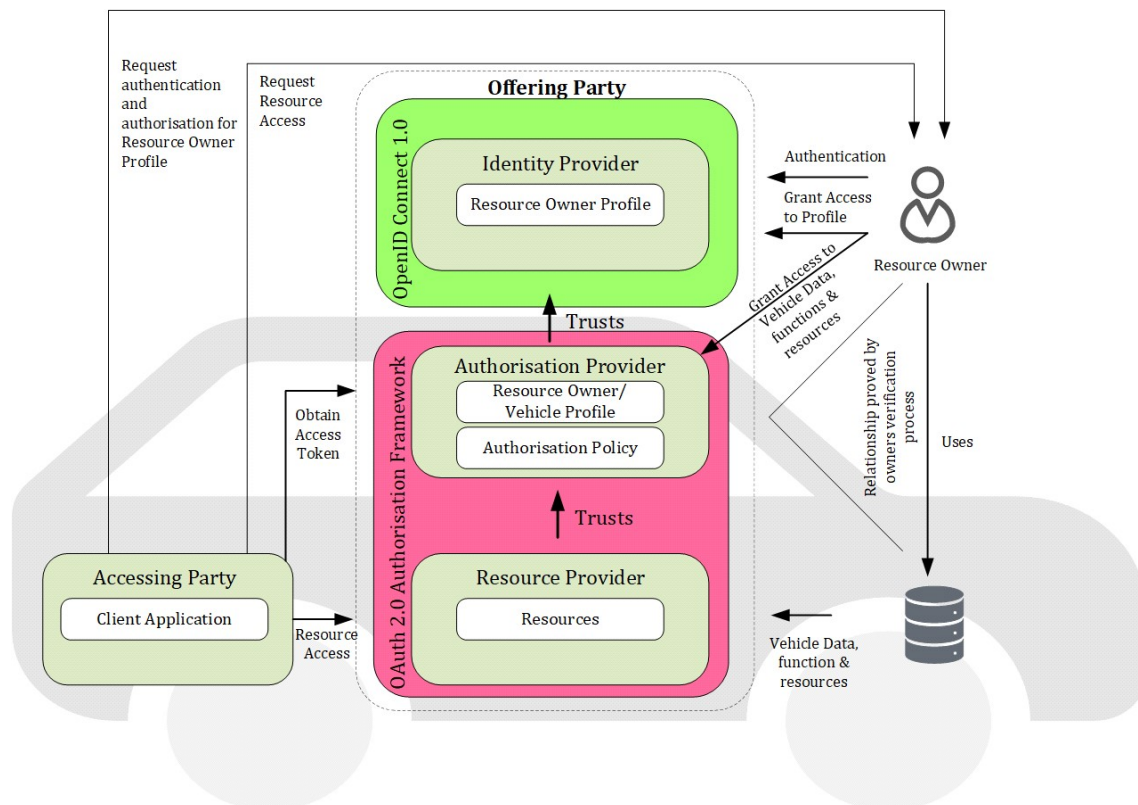 Request
authentication
and
authorisation for
Resource Owner
Profile
Request
Resource
Access
Offering Party
OpenID Connect 1.0
Identity Provider
Resource Owner Profile
Authentication
Grant Access
to Profile
Resource Owner
Grant Access to
Vehicle Data,
functions &
resources
Trusts
OAuth 2.0 Authorisation Framework
Authorisation Provider
Resource Owner/
Vehicle Profile
Authorisation Policy
Obtain
Access
Token
Relationship proved by
owners verification
process
Uses
Trusts
Accessing Party
Client Application
Resource
Access
Resource Provider
Resources
Vehicle Data,
function &
resources